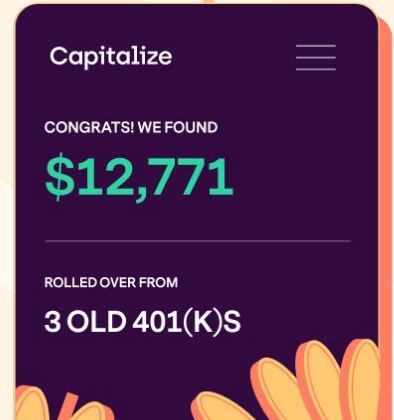 Capitalize
CONGRATS! WE FOUND
$12,771
ROLLED OVER FROM
3 OLD 401(K)S